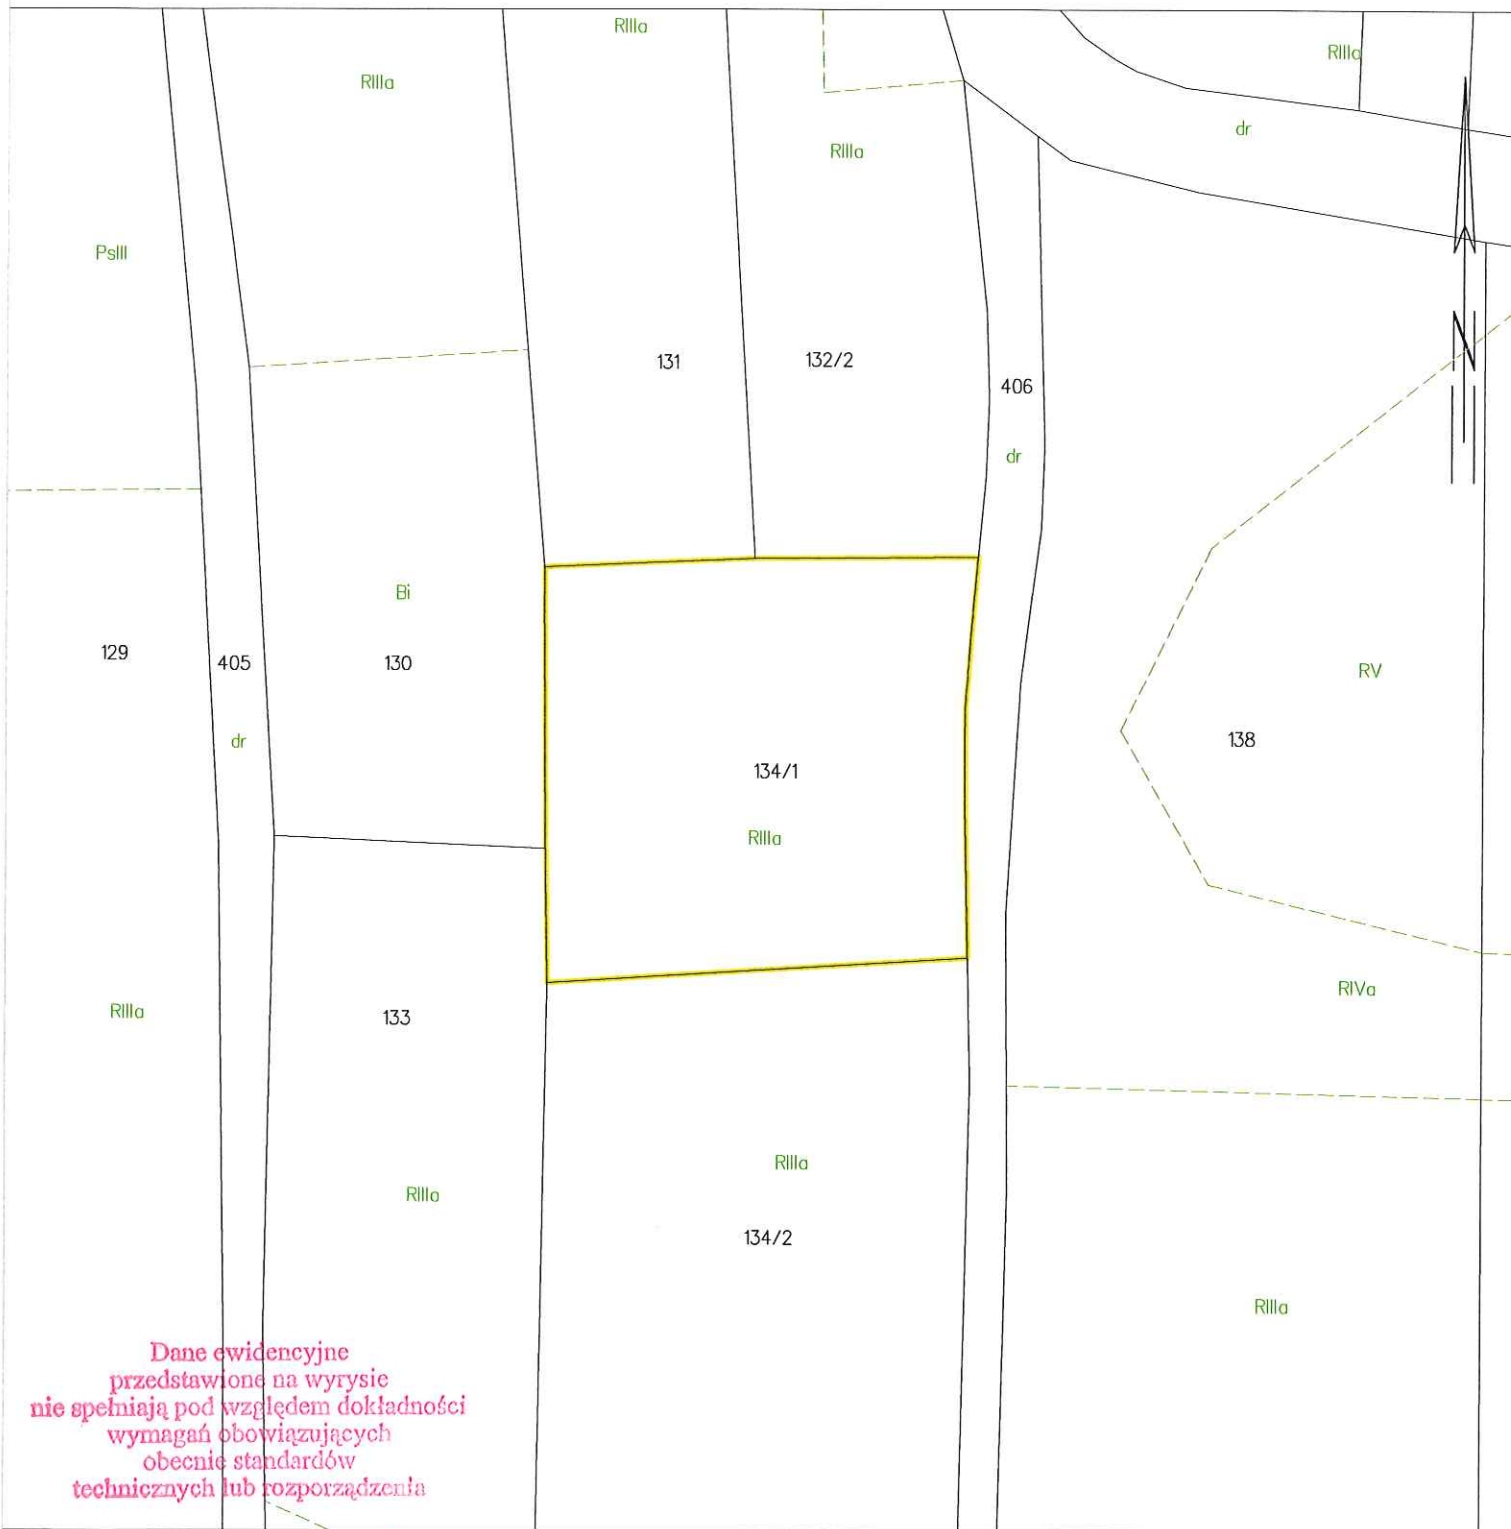 RIIIa
RIIIa
RIIIa
dr
RIIIa
PsIII
131
132/2
406
dr
N
Bi
129
405
130
RV
dr
138
134/1
RIIIa
RIVa
RIIIa
133
RIIIa
RIIIa
134/2
RIIIa
Dane ewidencyjne
przedstawione na wyrysie
nie spełniają pod względem dokładności
wymagań obowiązujących
obecnie standardów
technicznych lub rozporządzenia